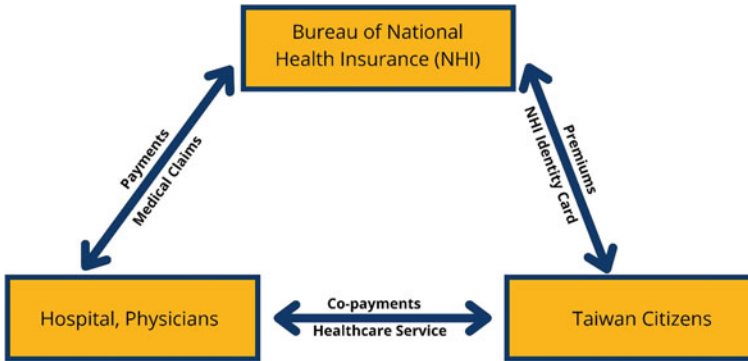 Bureau of National
Health Insurance (NHI)
Payments
Medical Claims
Premiums
NHI Identity Card
Hospital, Physicians
Co-payments
Healthcare Service
Taiwan Citizens